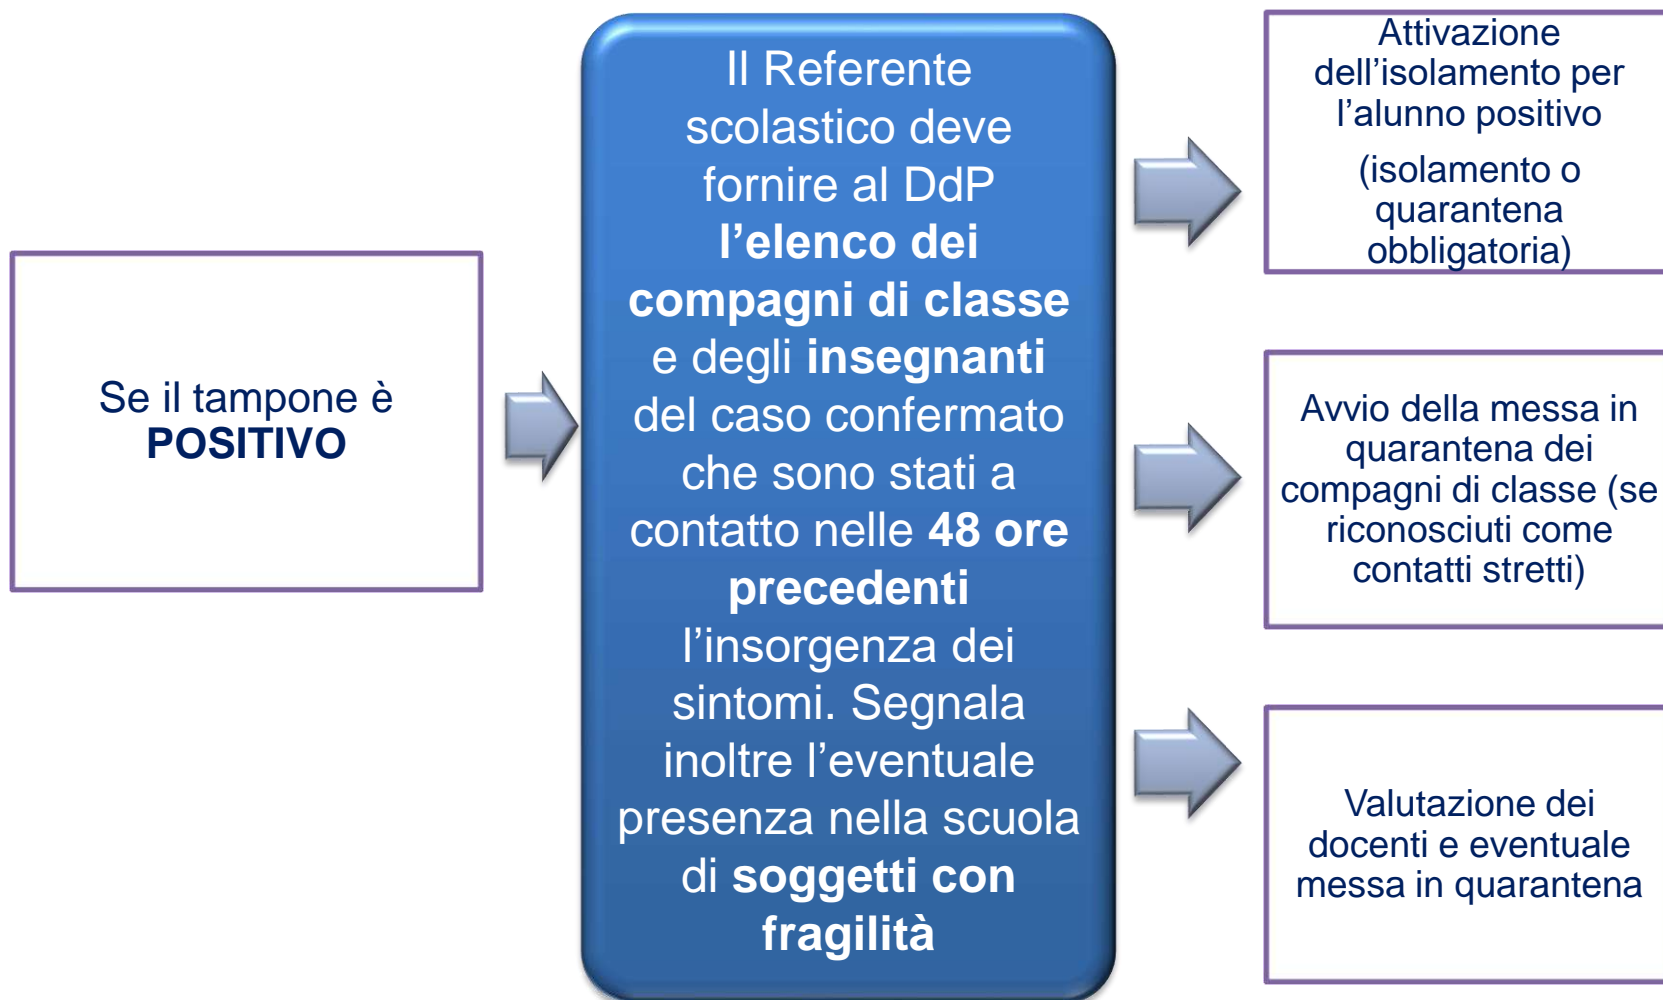 Se il tampone è
POSITIVO
Il Referente
scolastico deve
fornire al DdP
l’elenco dei
compagni di classe
e degli insegnanti
del caso confermato
che sono stati a
contatto nelle 48 ore
precedenti
l’insorgenza dei
sintomi. Segnala
inoltre l’eventuale
presenza nella scuola
di soggetti con
fragilità
Attivazione
dell’isolamento per
l’alunno positivo
(isolamento o
quarantena
obbligatoria)
Avvio della messa in
quarantena dei
compagni di classe (se
riconosciuti come
contatti stretti)
Valutazione dei
docenti e eventuale
messa in quarantena